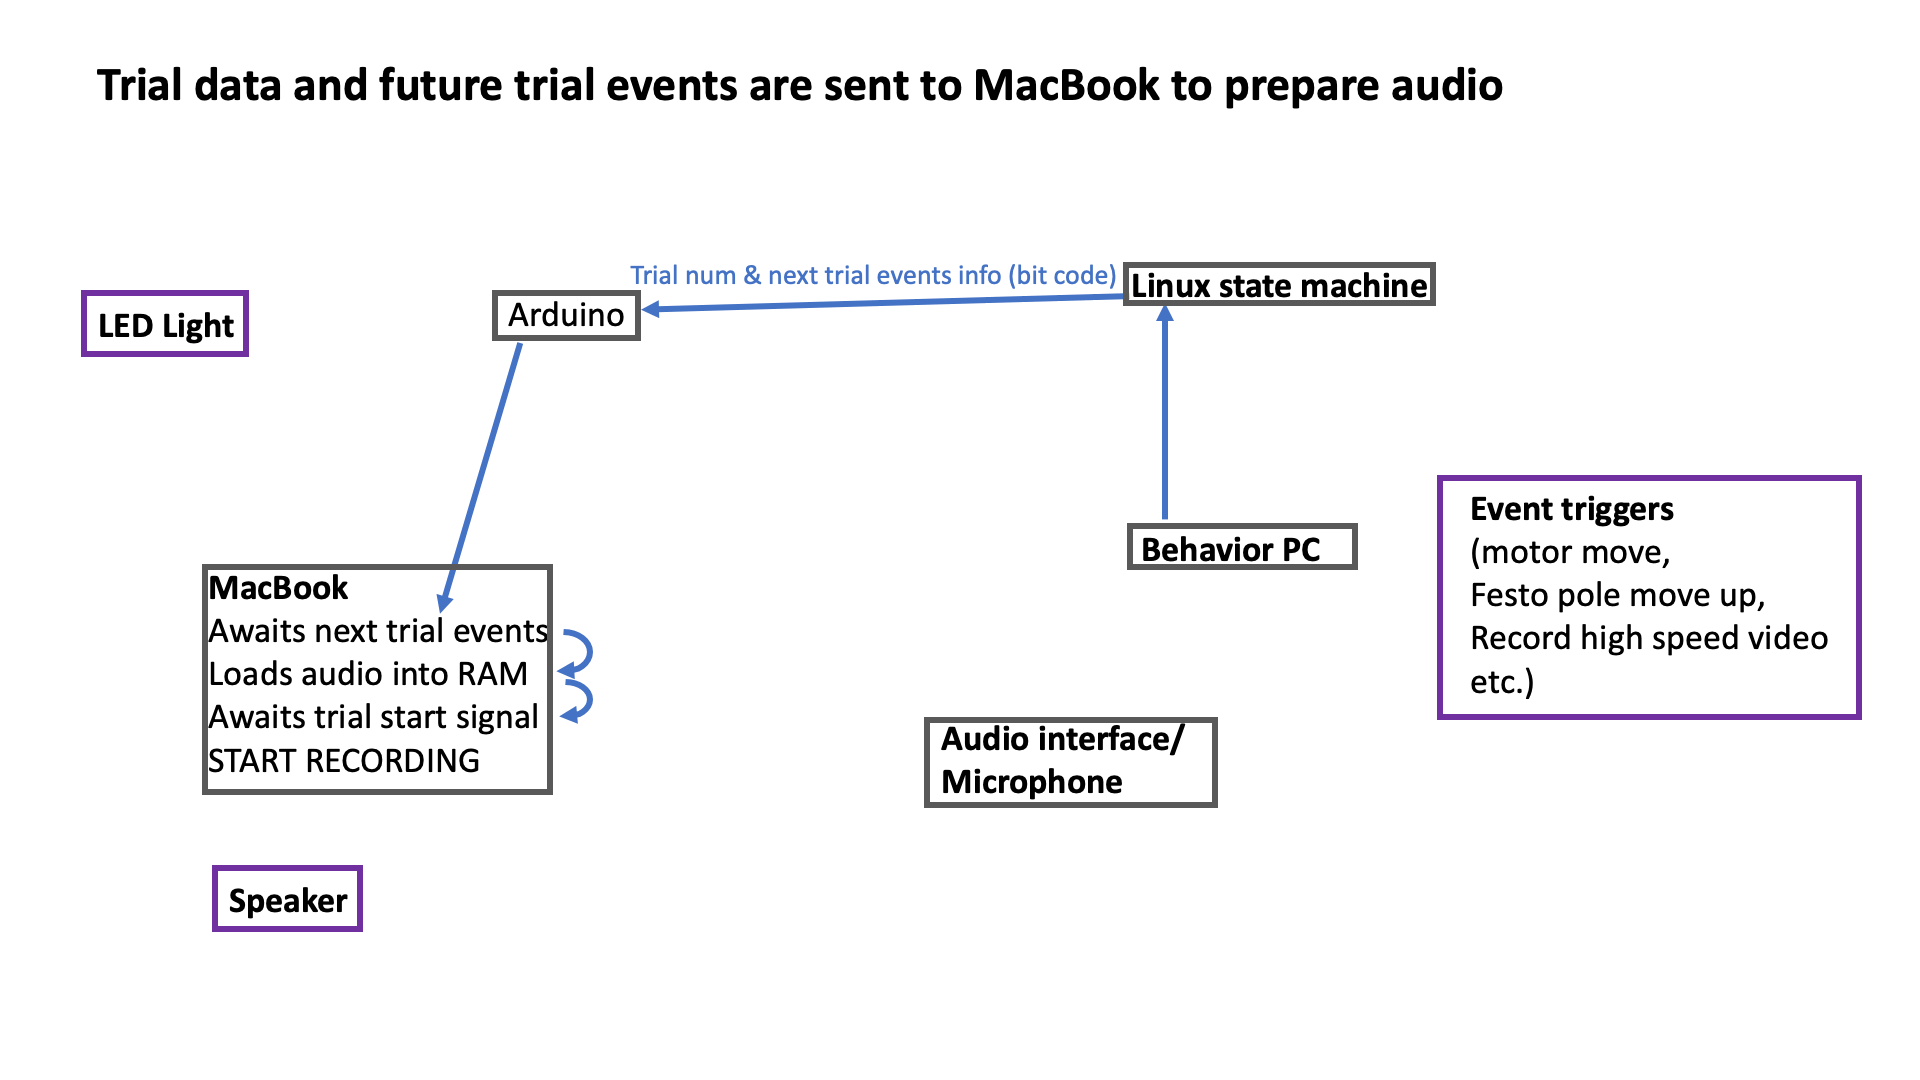 Trial data and future trial events are sent to MacBook to prepare audio
Trial num & next trial events info (bit code)
Linux state machine
LED Light
Arduino
Behavior PC
Event triggers
(motor move,
Festo pole move up,
Record high speed video
etc.)
MacBook
Awaits next trial events
Loads audio into RAM
Awaits trial start signal
START RECORDING
Audio interface/
Microphone
Speaker